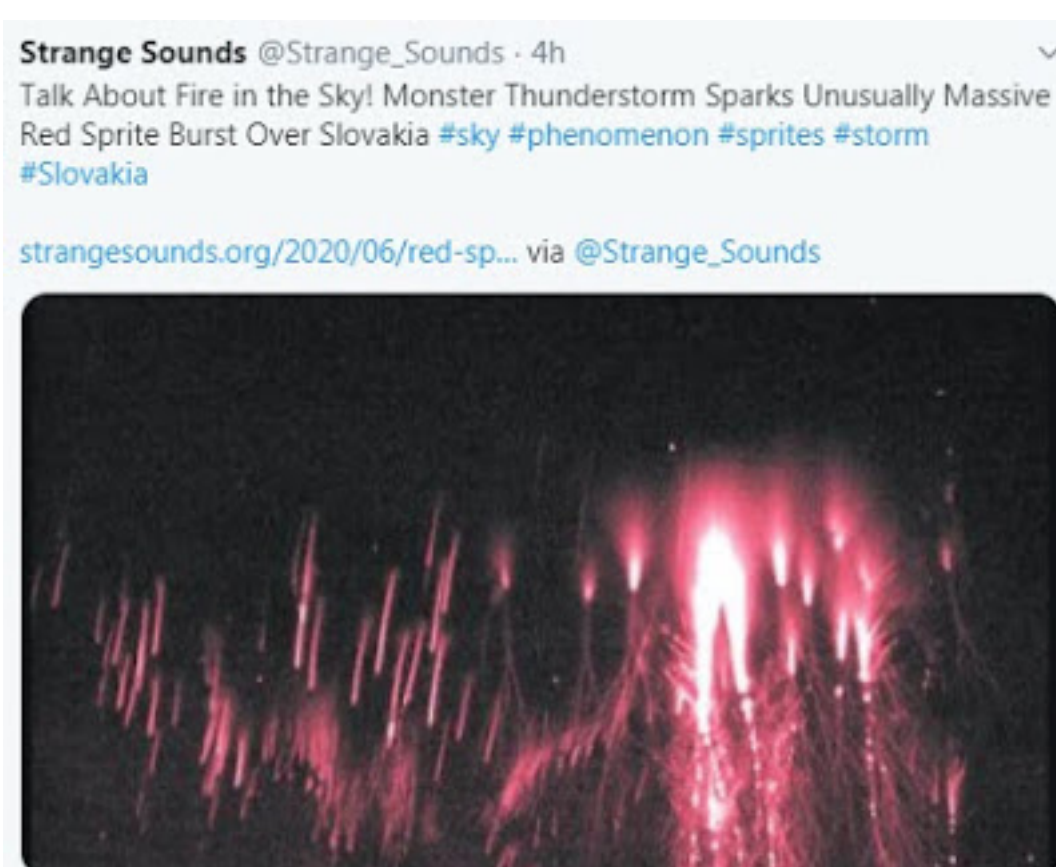 Strange Sounds @Strange_Sounds · 4h
Talk About Fire in the Sky! Monster Thunderstorm Sparks Unusually Massive
Red Sprite Burst Over Slovakia #sky #phenomenon #sprites #storm
#Slovakia
strangesounds.org/2020/06/red-sp... via @Strange_Sounds